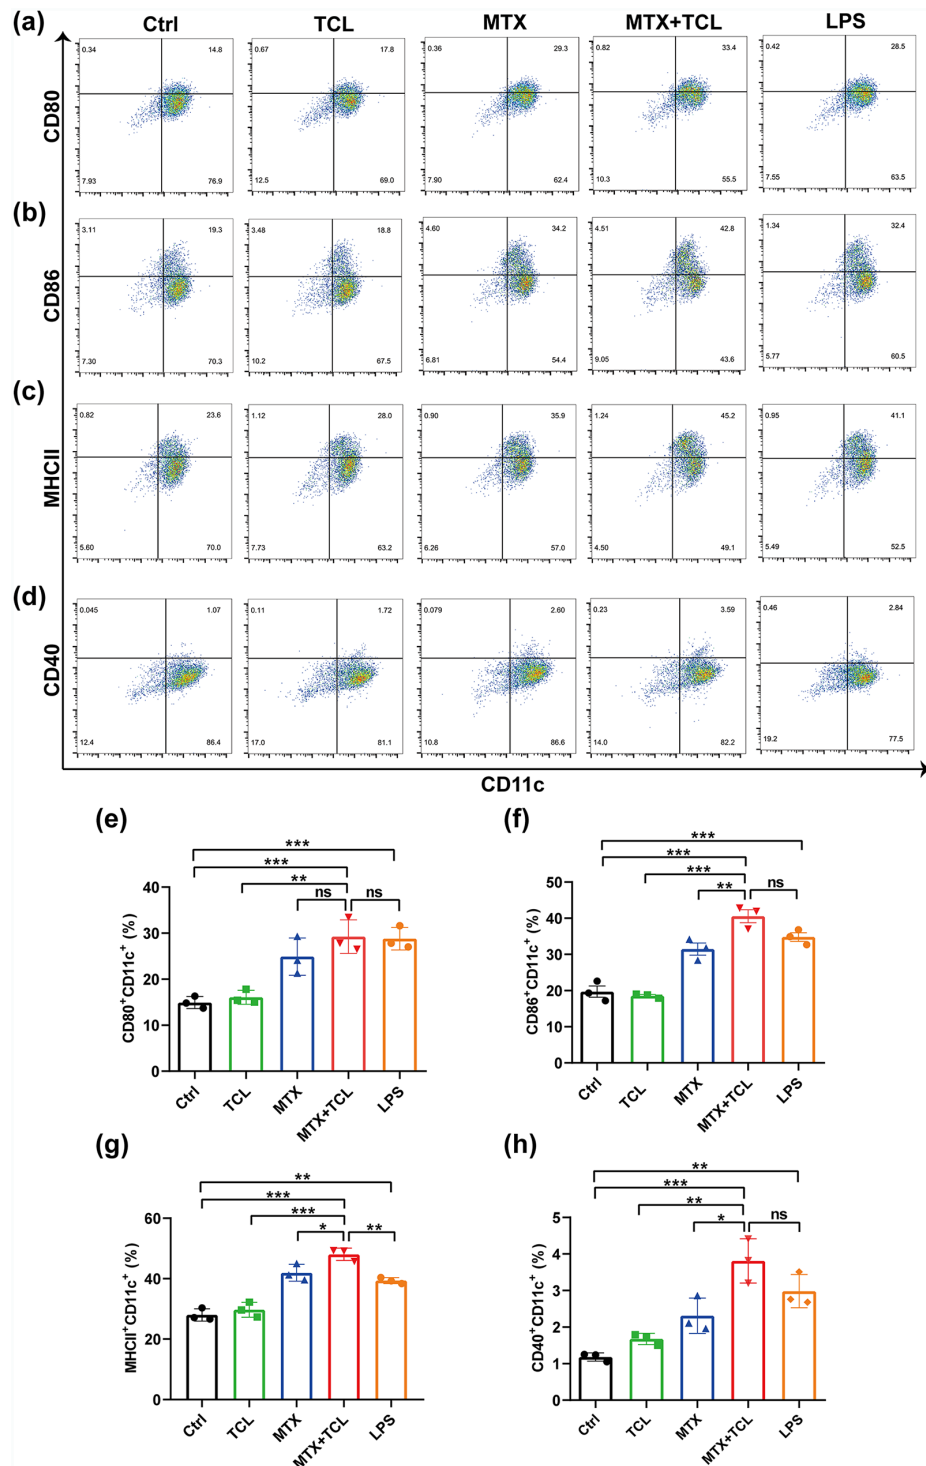 (a) Ctrl TCL MTX MTX+TCL LPS
CD80
0.34 14.8 0.67 17.8 0.36 29.3 0.82 33.4 0.42 28.5
7.93 76.9 12.5 69.0 7.90 62.4 10.3 55.5 7.55 63.5
(b)
CD86
3.11 19.3 3.48 18.8 4.60 34.2 4.51 42.8 1.34 32.4
7.30 70.3 10.2 67.5 6.81 54.4 9.05 43.6 5.77 60.5
(c)
MHCII
0.82 23.6 1.12 28.0 0.90 35.9 1.24 45.2 0.95 41.1
5.60 70.0 7.73 63.2 6.26 57.0 4.50 49.1 5.49 52.5
(d)
CD40
0.045 1.07 0.11 1.72 0.079 2.60 0.23 3.59 0.46 2.84
12.4 86.4 17.0 81.1 10.8 86.6 14.0 82.2 19.2 77.5
CD11c
(e)
***
***
**
ns ns
CD80+CD11c+ (%)
40
30
20
10
0
Ctrl TCL MTX MTX+TCL LPS
(f)
***
***
***
** ns
CD86+CD11c+ (%)
50
40
30
20
10
0
Ctrl TCL MTX MTX+TCL LPS
(g)
**
***
***
* **
MHCII+CD11c+ (%)
60
40
20
0
Ctrl TCL MTX MTX+TCL LPS
(h)
**
***
**
* ns
CD40+CD11c+ (%)
5
4
3
2
1
0
Ctrl TCL MTX MTX+TCL LPS